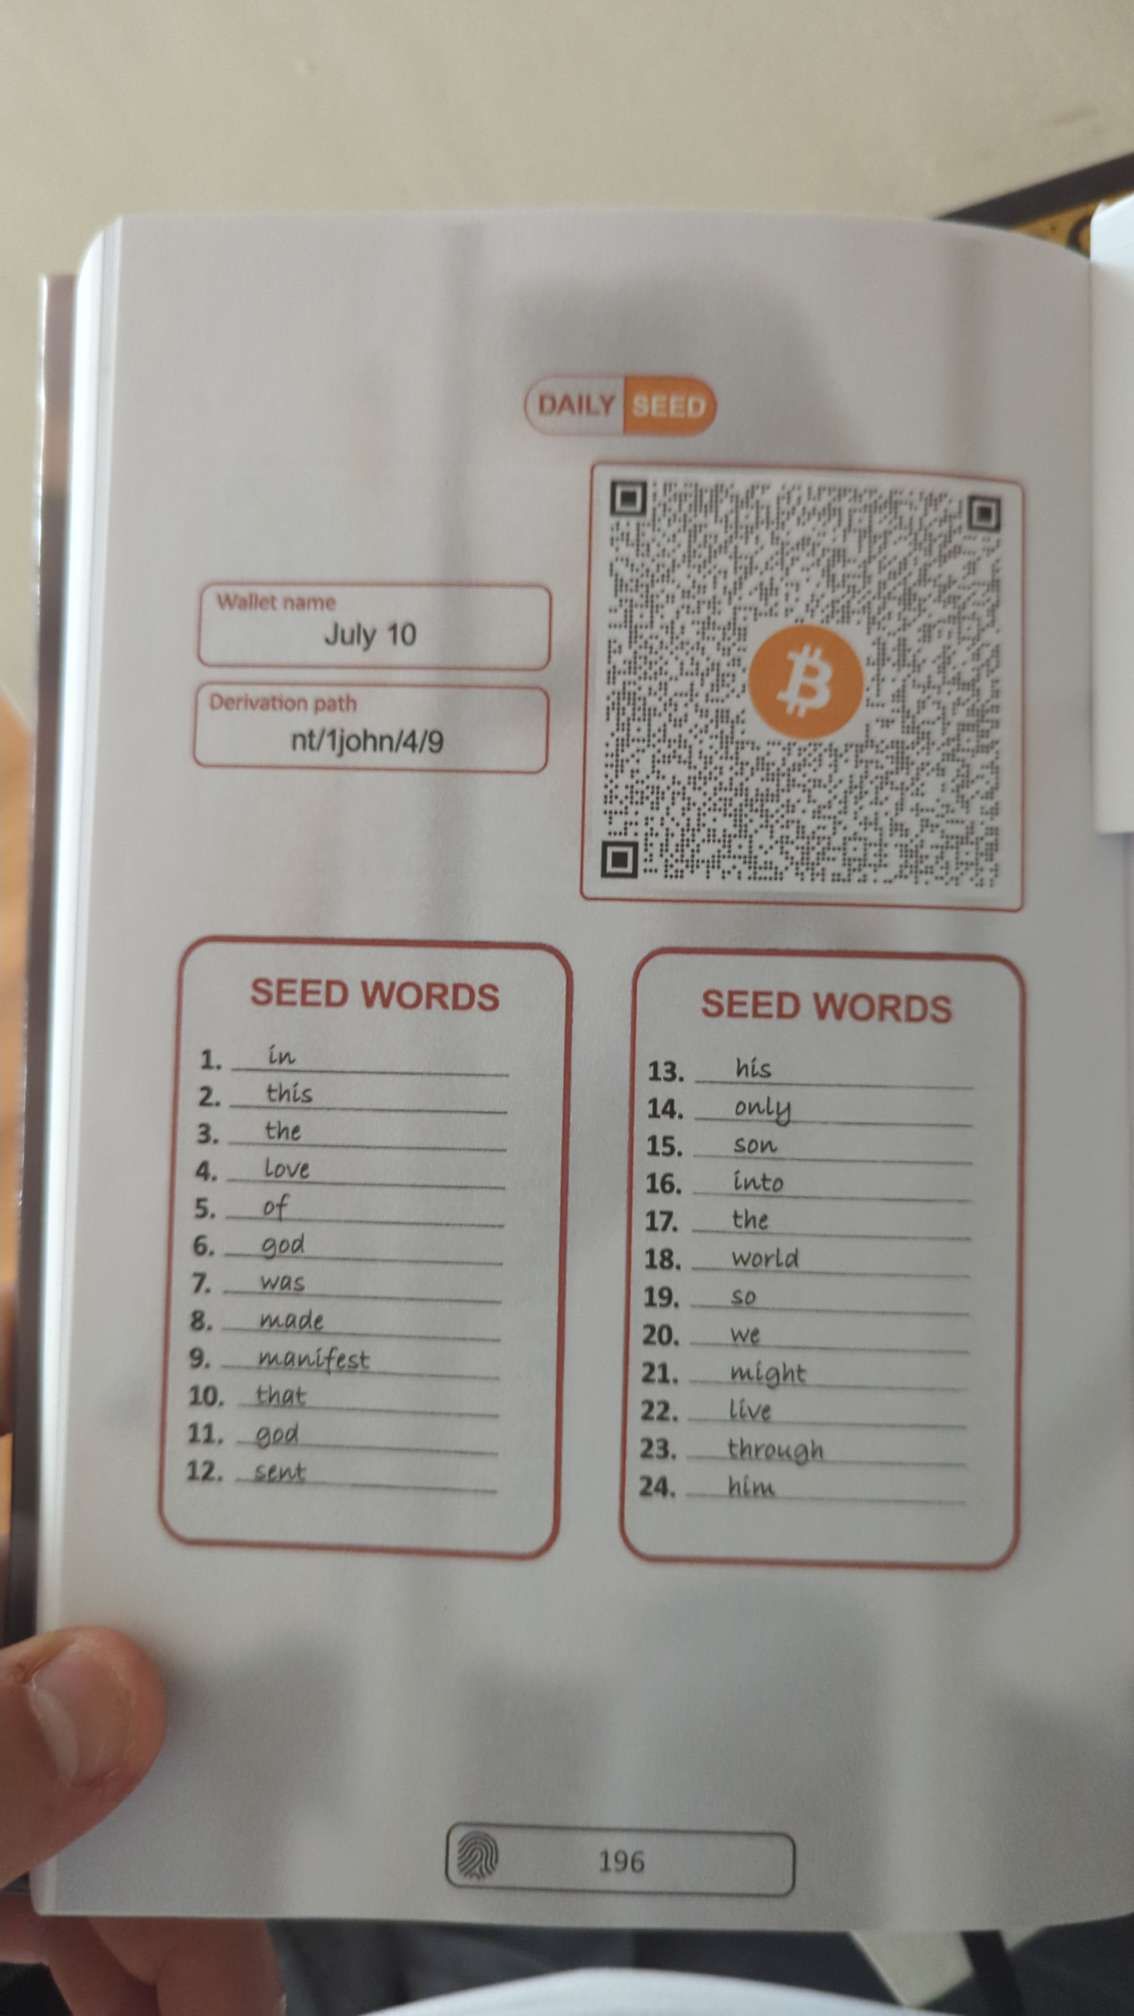 DAILY SEED
Wallet name
July 10
Derivation path
nt/1john/4/9
SEED WORDS
1. in
2. this
3. the
4. love
5. of
6. god
7. was
8. made
9. manifest
10. that
11. god
12. sent
SEED WORDS
13. his
14. only
15. son
16. into
17. the
18. world
19. so
20. we
21. might
22. live
23. through
24. him
196